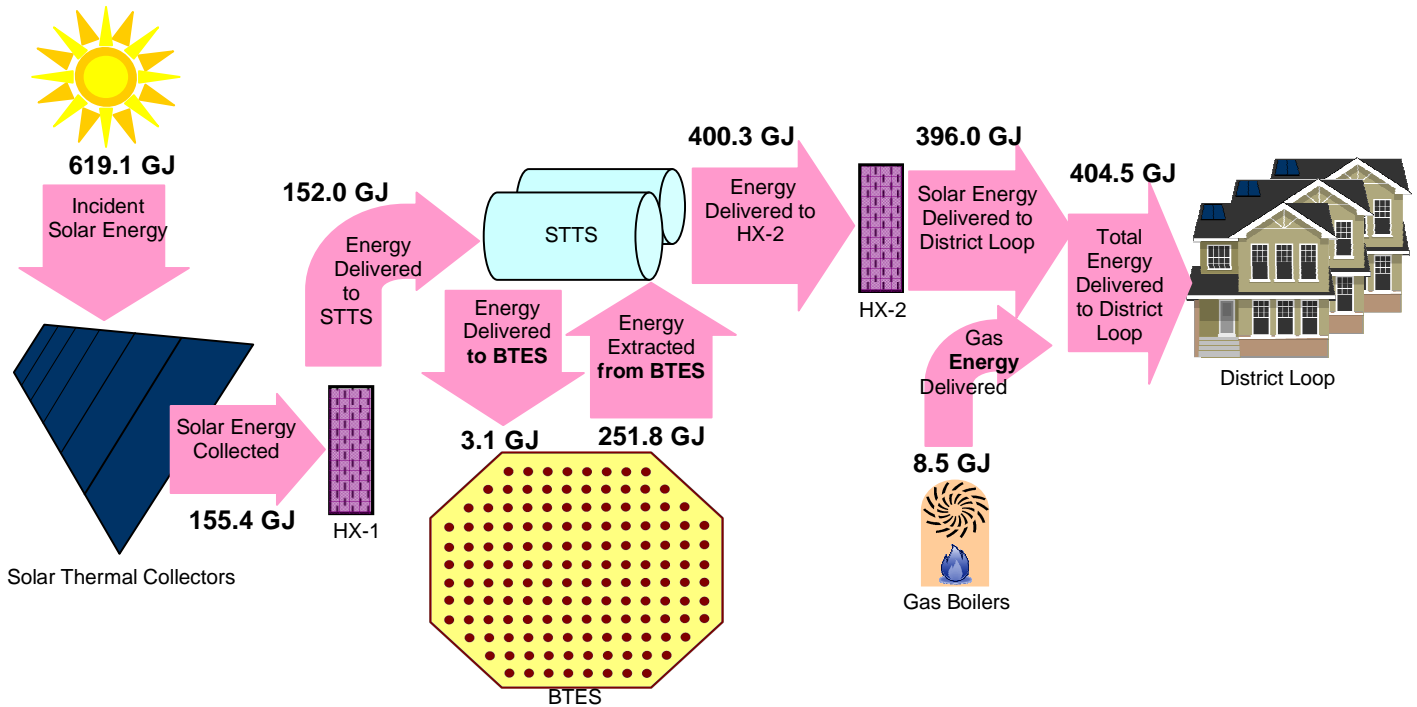 619.1 GJ
Incident
Solar Energy
Solar Thermal Collectors
Solar Energy
Collected
155.4 GJ
HX-1
152.0 GJ
Energy
Delivered
to
STTS
STTS
Energy
Delivered
to BTES
3.1 GJ
Energy
Extracted
from BTES
251.8 GJ
BTES
400.3 GJ
Energy
Delivered to
HX-2
HX-2
396.0 GJ
Solar Energy
Delivered to
District Loop
Gas
Energy
Delivered
8.5 GJ
Gas Boilers
404.5 GJ
Total
Energy
Delivered
to District
Loop
District Loop